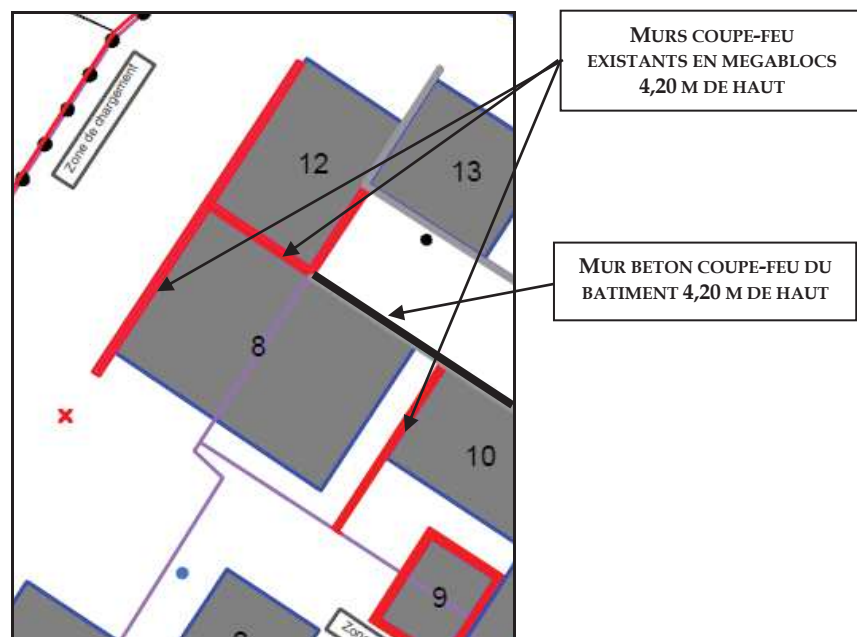 MURS COUPE-FEU
EXISTANTS EN MEGABLOCS
4,20 M DE HAUT
Zone de chargement
12
13
MUR BETON COUPE-FEU DU
BATIMENT 4,20 M DE HAUT
8
10
9